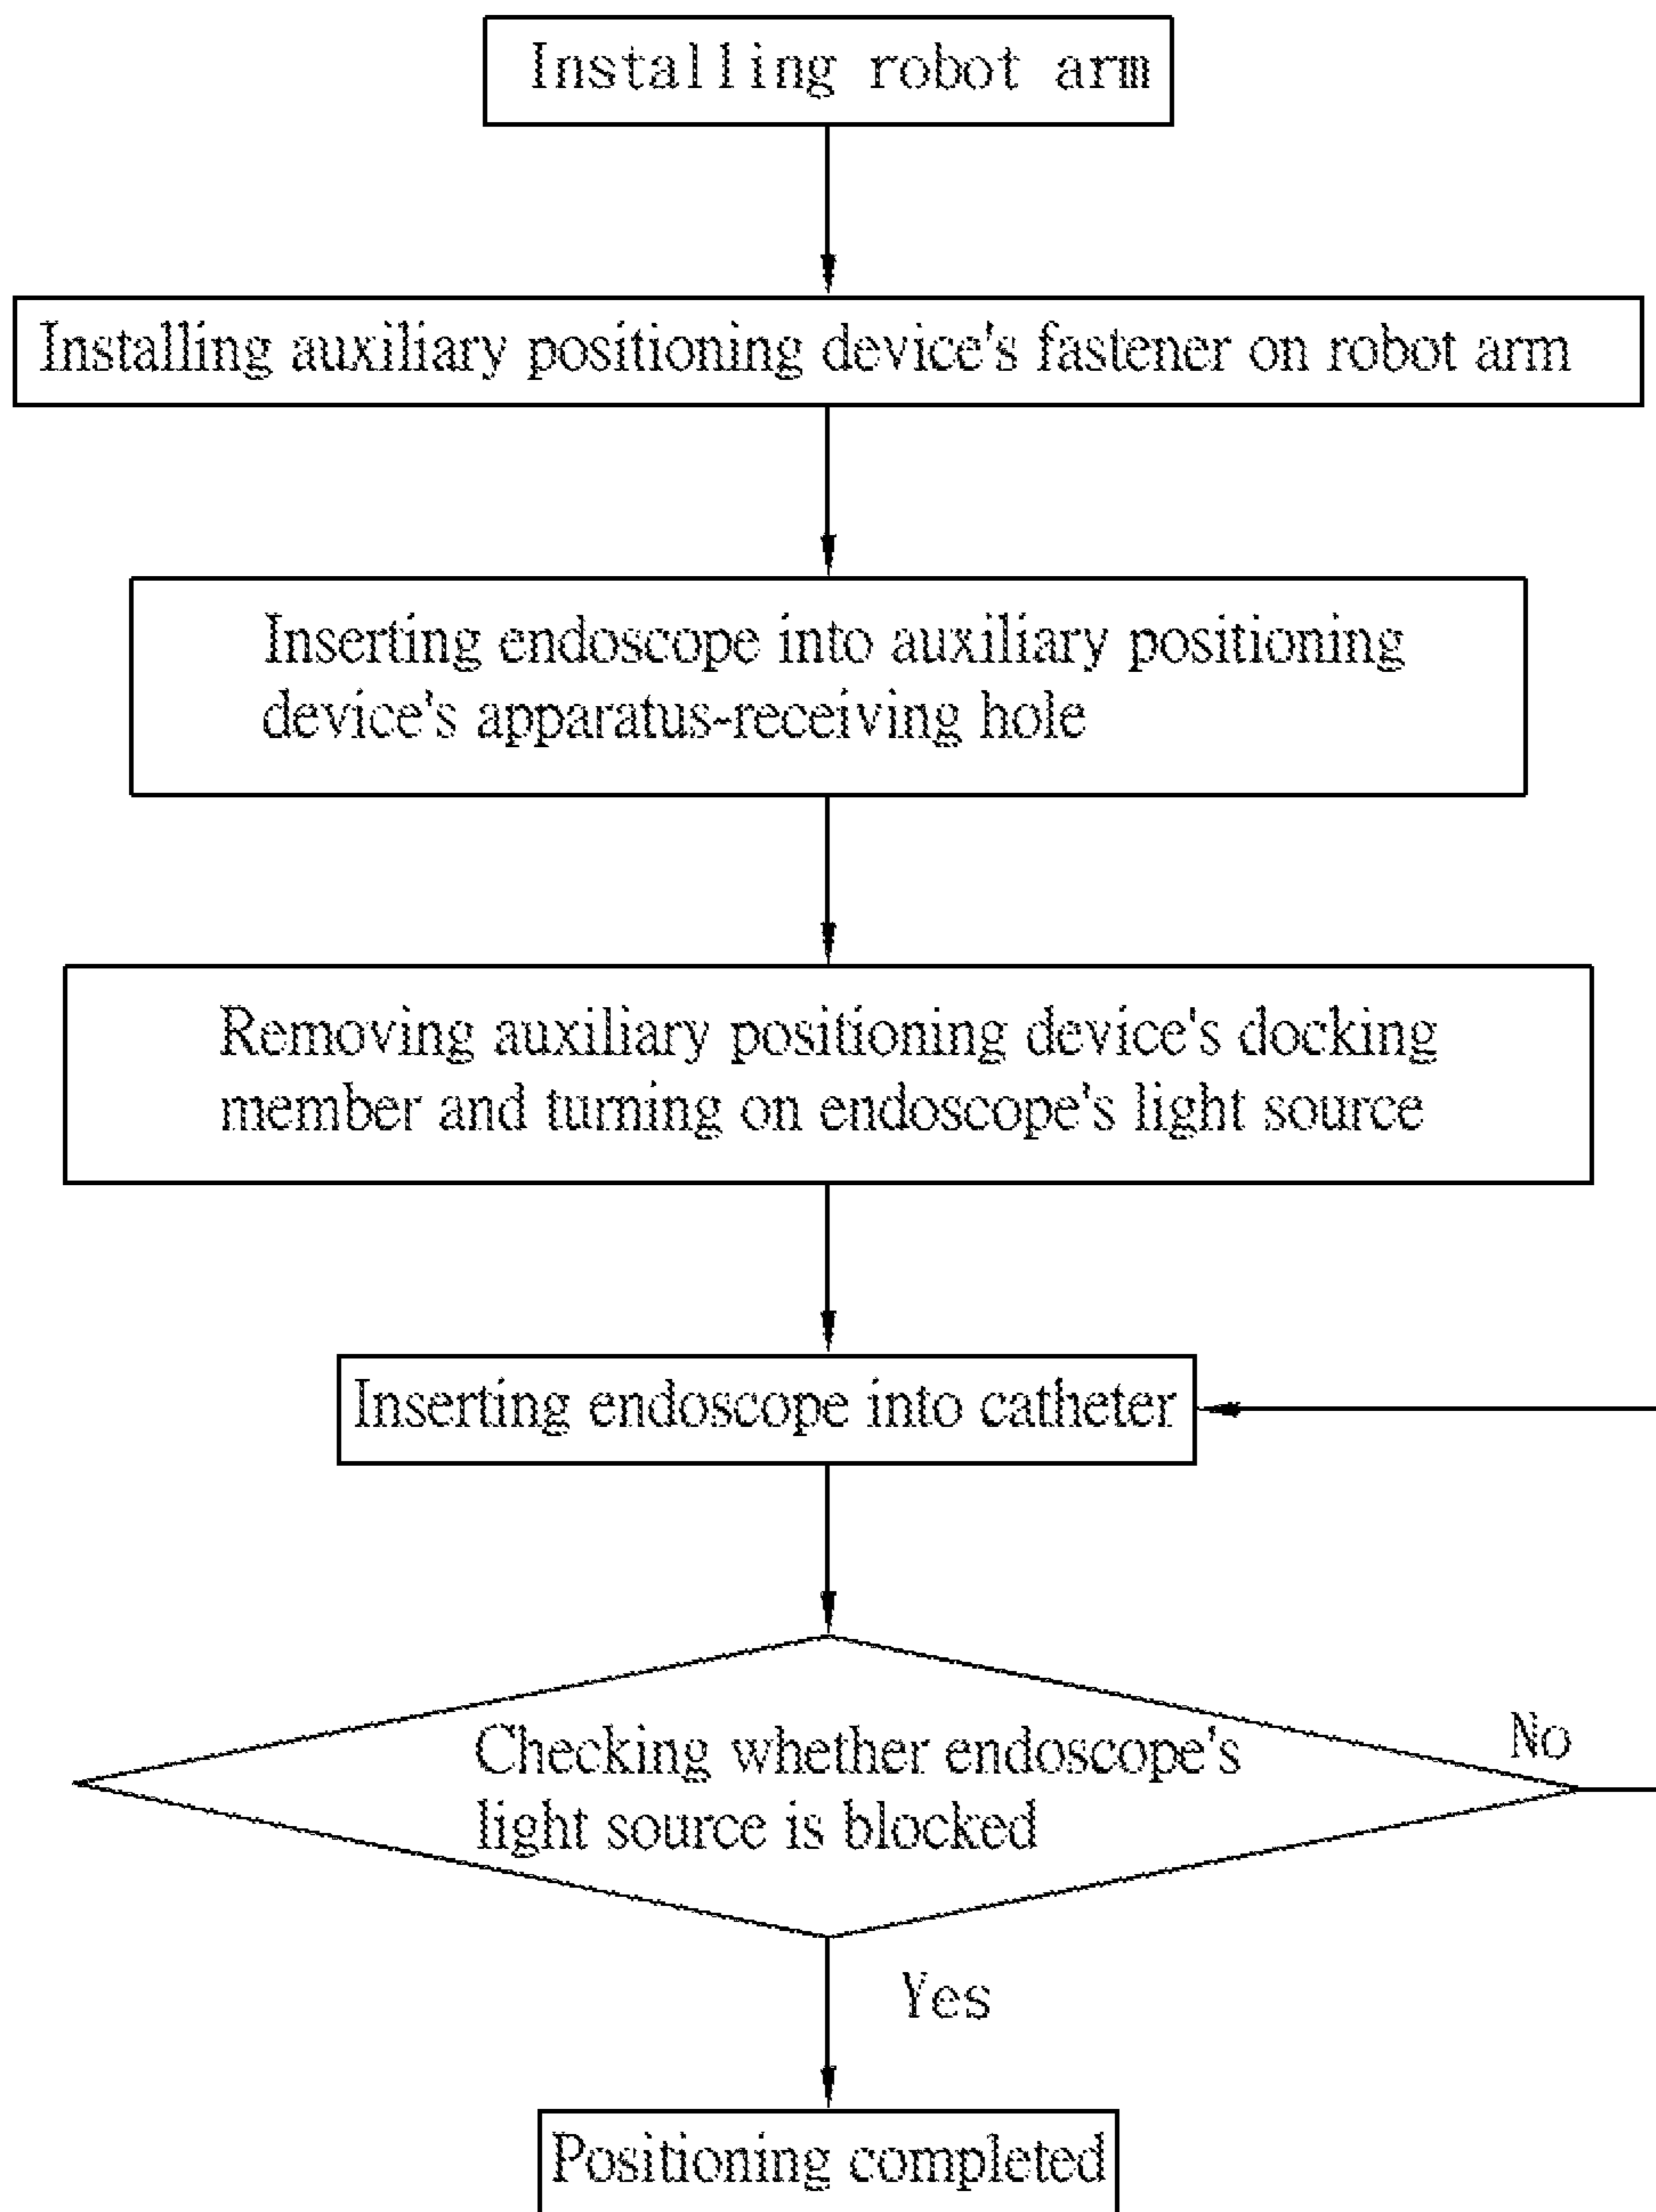 Installing robot arm
Installing auxiliary positioning device's fastener on robot arm
Inserting endoscope into auxiliary positioning
device's apparatus-receiving hole
Removing auxiliary positioning device's docking
member and turning on endoscope's light source
Inserting endoscope into catheter
Checking whether endoscope's
light source is blocked
No
Yes
Positioning completed